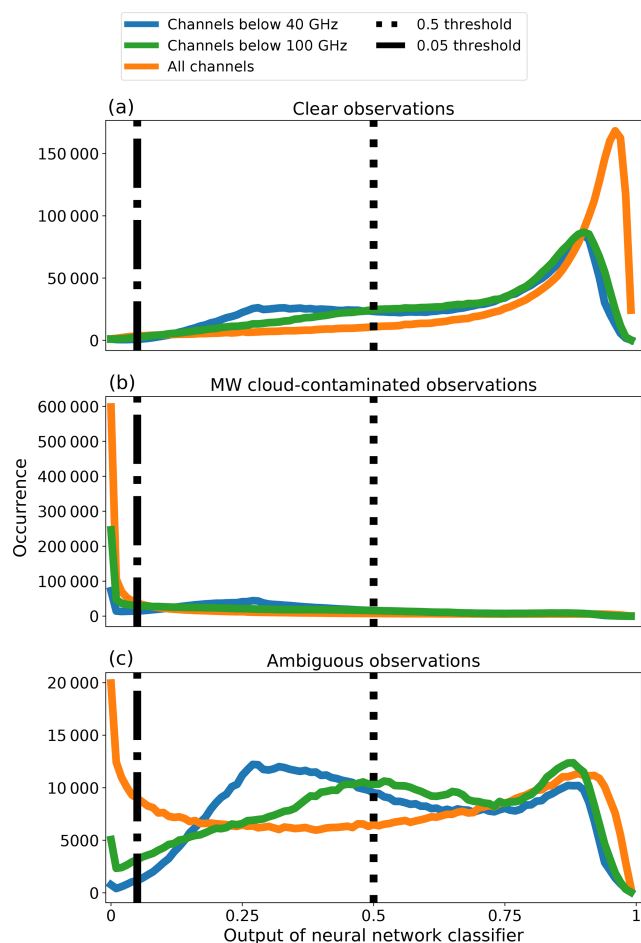 Channels below 40 GHz
Channels below 100 GHz
All channels
0.5 threshold
0.05 threshold
(a)
Clear observations
150 000
100 000
50 000
0
(b)
MW cloud-contaminated observations
600 000
500 000
400 000
300 000
200 000
100 000
0
Occurrence
(c)
Ambiguous observations
20 000
15 000
10 000
5000
0
0 0.25 0.5 0.75 1
Output of neural network classifier